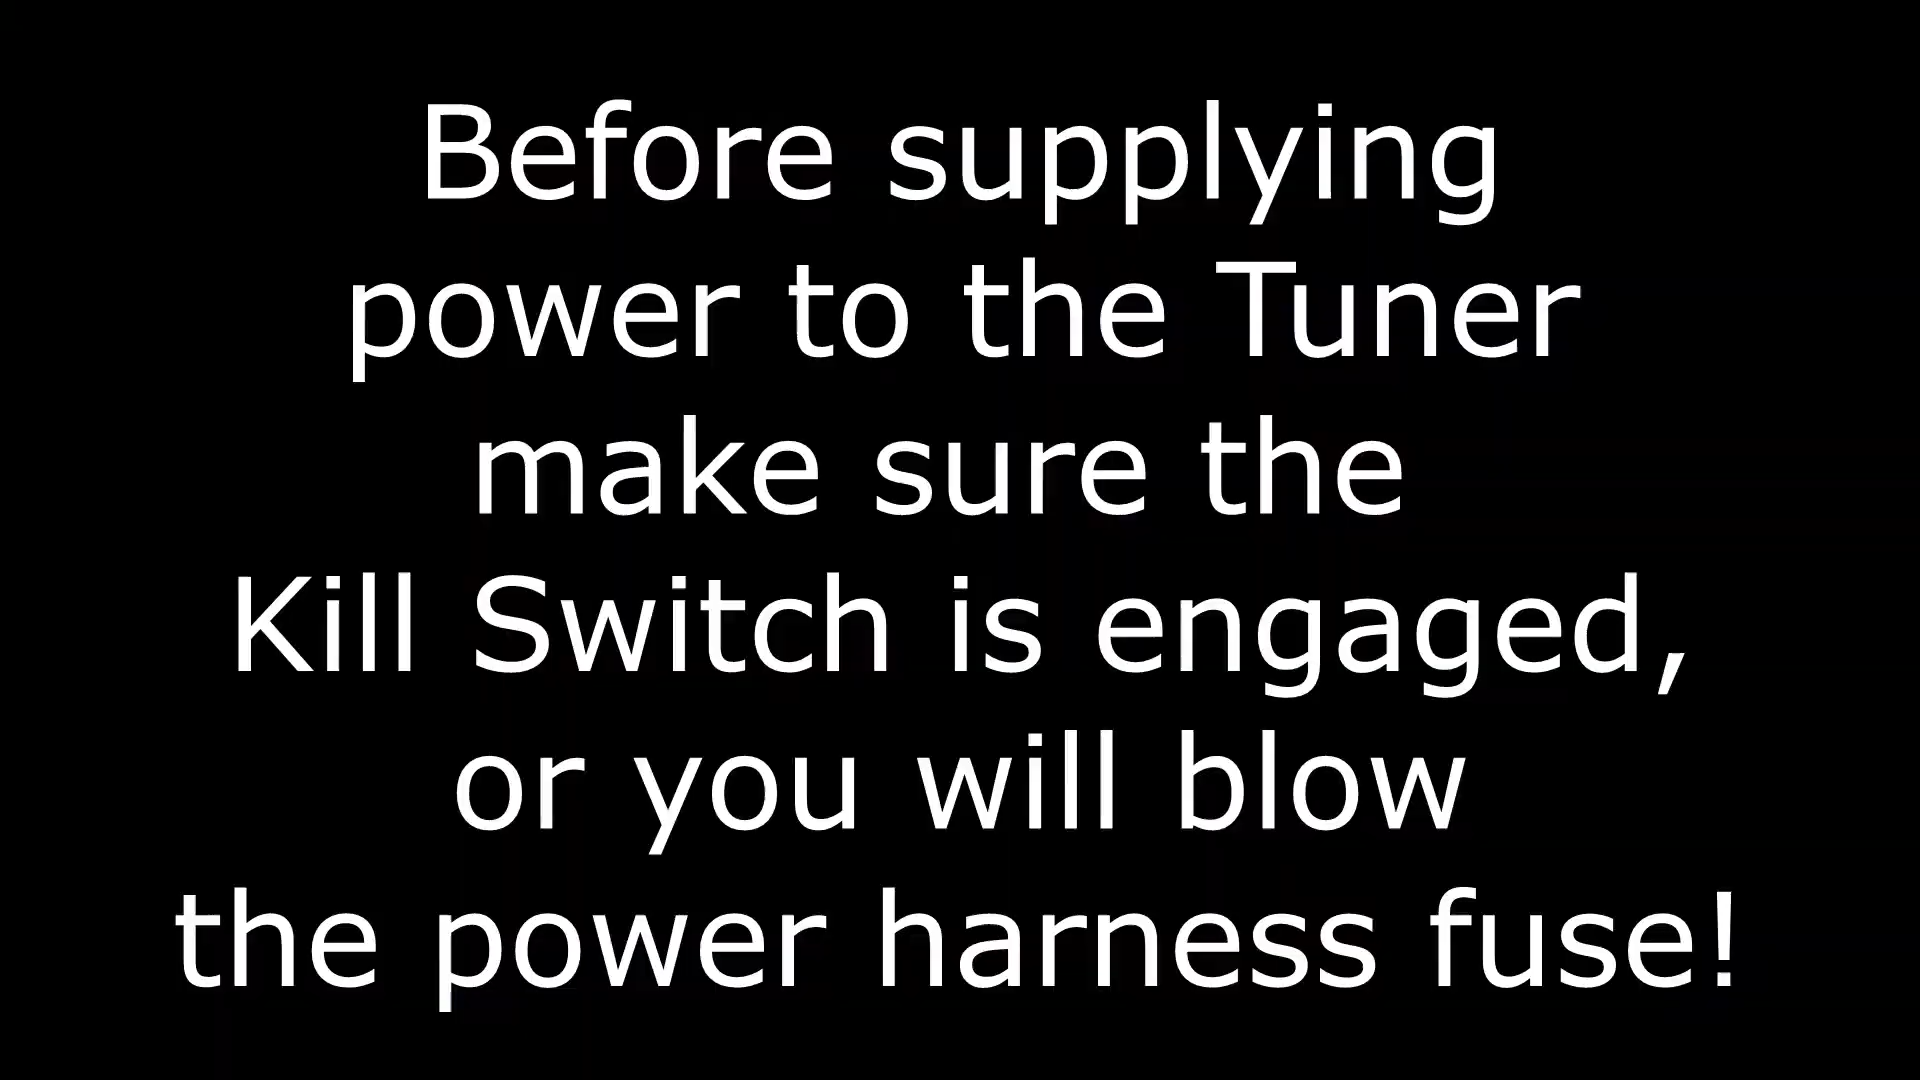 Before supplying
power to the Tuner
make sure the
Kill Switch is engaged,
or you will blow
the power harness fuse!